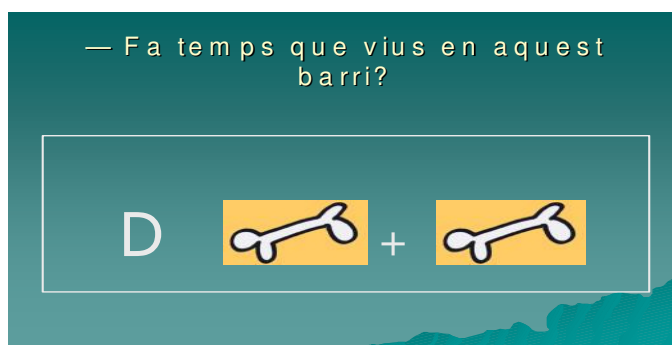 — Fa temps que vius en aquest
barri?
D +